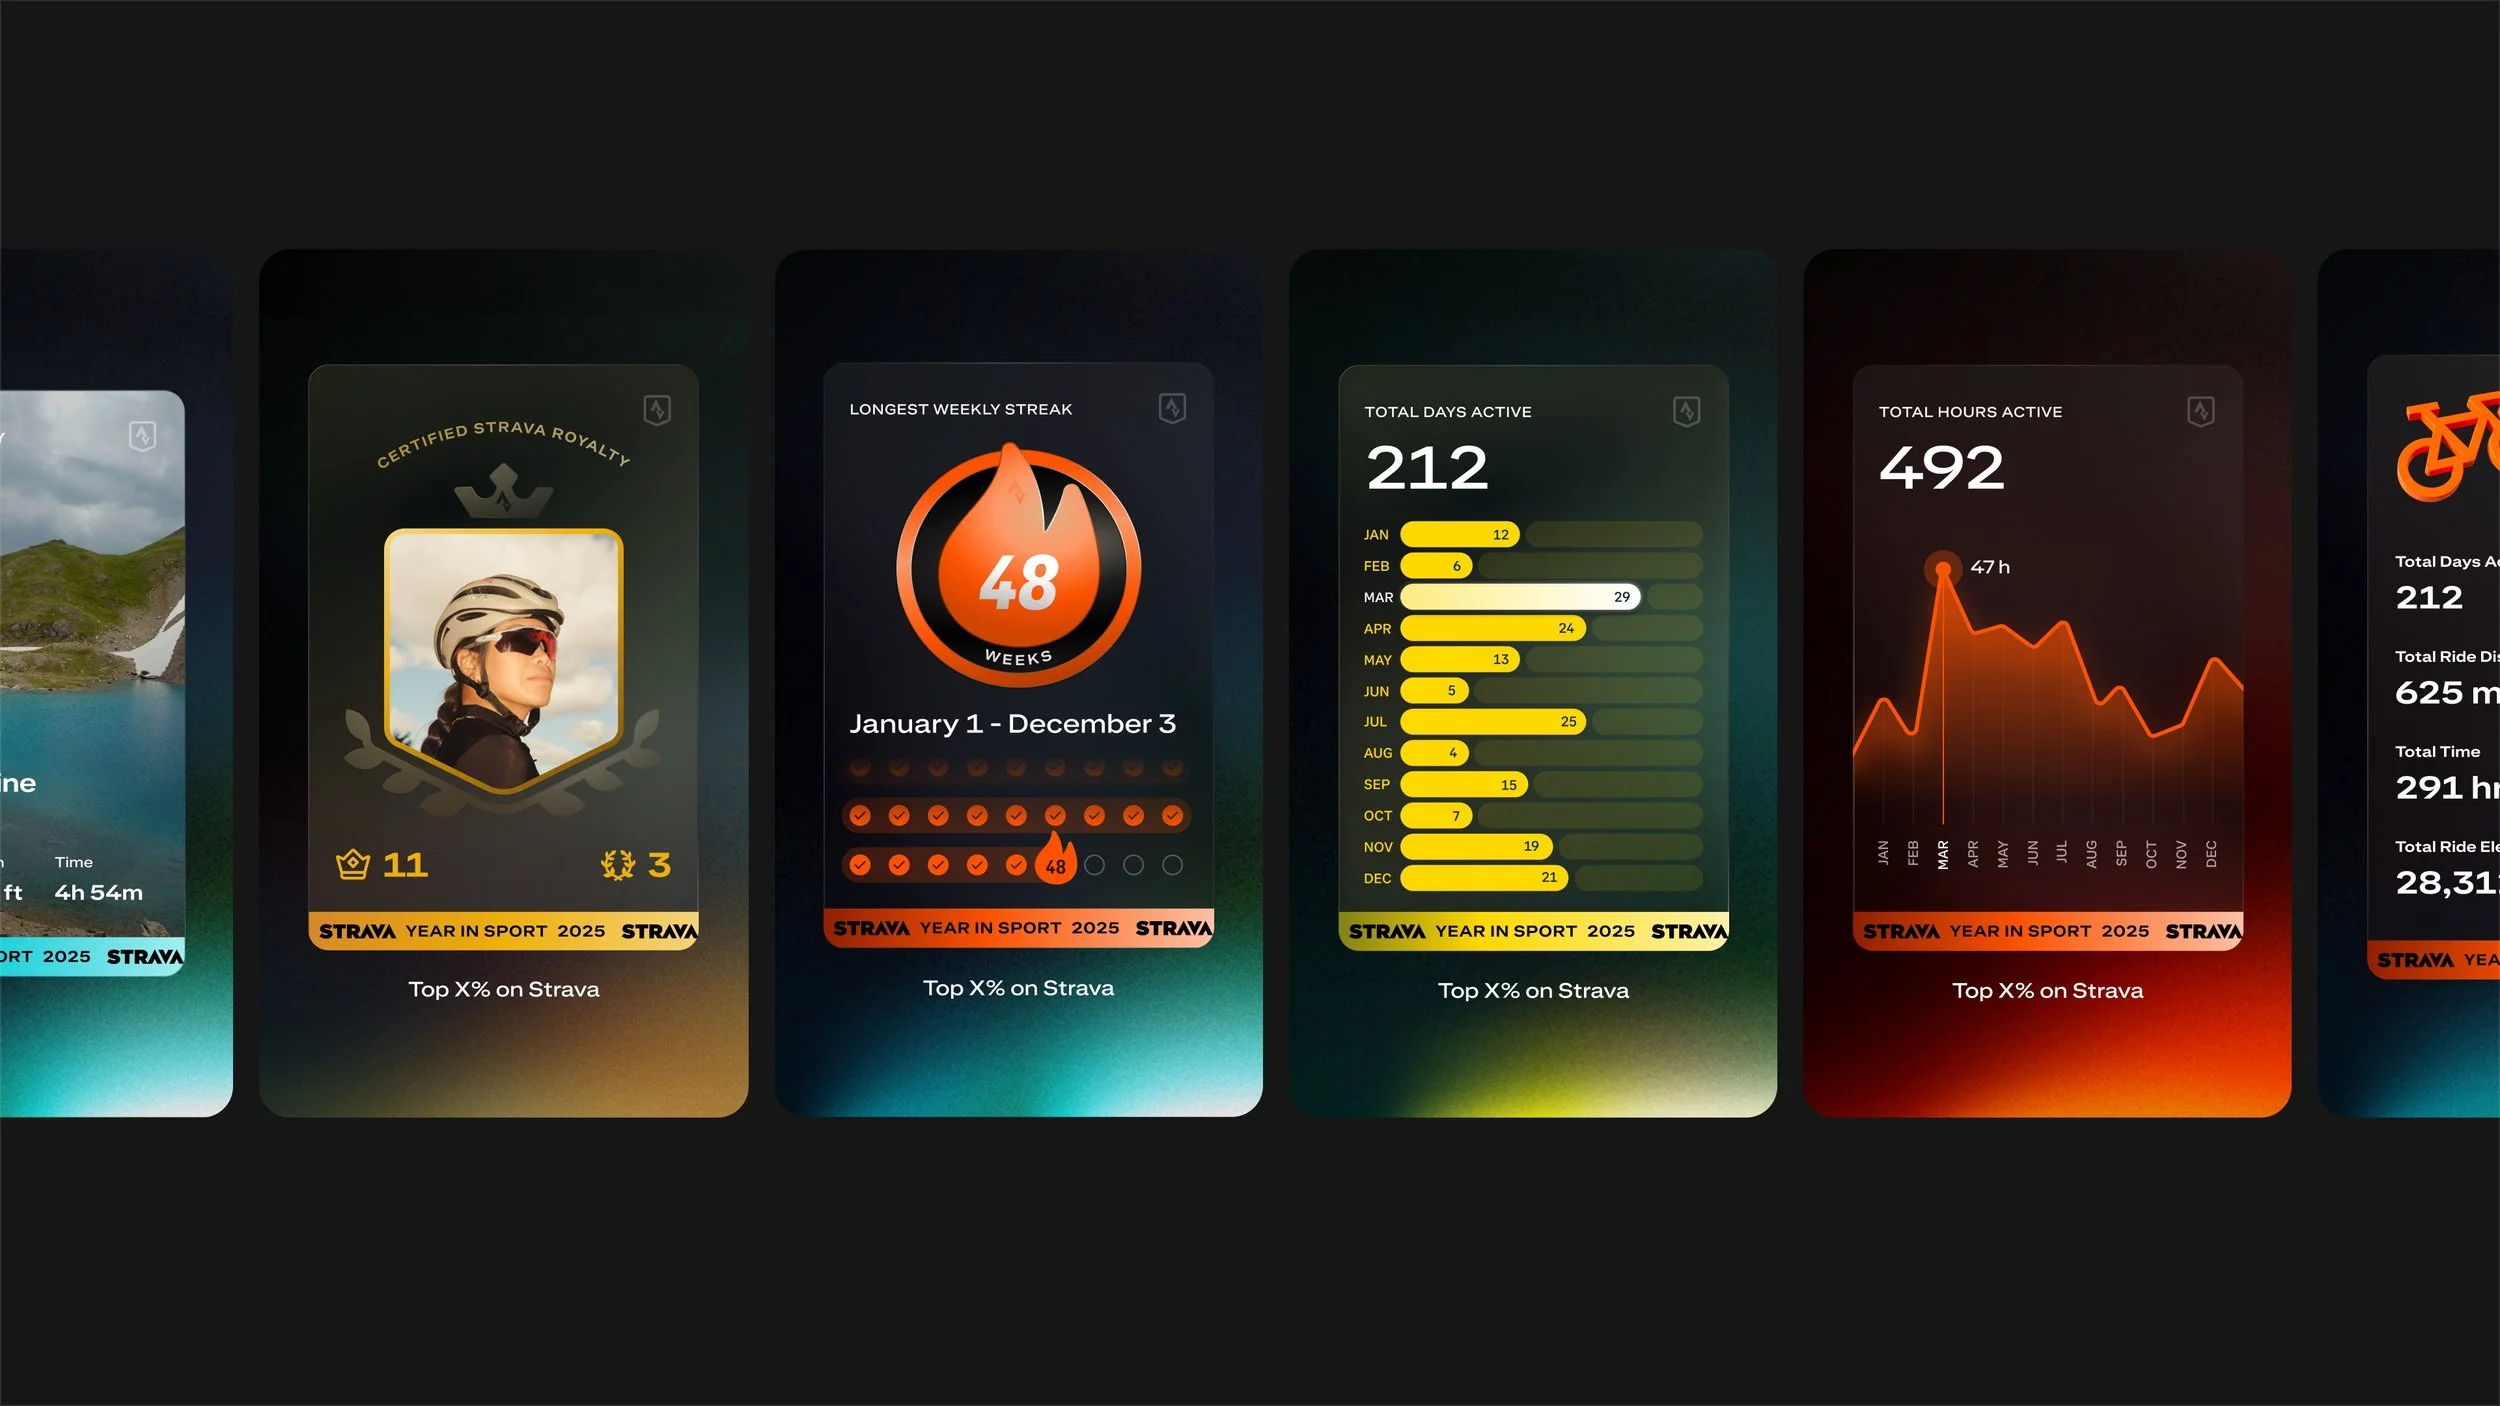 ine
Time
ft
4h 54m
2025 STRAVA
CERTIFIED STRAVA ROYALTY
11
3
STRAVA YEAR IN SPORT 2025 STRAVA
Top X% on Strava
LONGEST WEEKLY STREAK
48
WEEKS
January 1 - December 3
48
STRAVA YEAR IN SPORT 2025 STRAVA
Top X% on Strava
TOTAL DAYS ACTIVE
212
JAN 12
FEB 6
MAR 29
APR 24
MAY 13
JUN 5
JUL 25
AUG 4
SEP 15
OCT 7
NOV 19
DEC 21
STRAVA YEAR IN SPORT 2025 STRAVA
Top X% on Strava
TOTAL HOURS ACTIVE
492
47 h
JAN FEB MAR APR MAY JUN JUL AUG SEP OCT NOV DEC
STRAVA YEAR IN SPORT 2025 STRAVA
Top X% on Strava
Total Days
212
Total Ride
625
Total Time
291
Total Ride
28,31
STRAVA